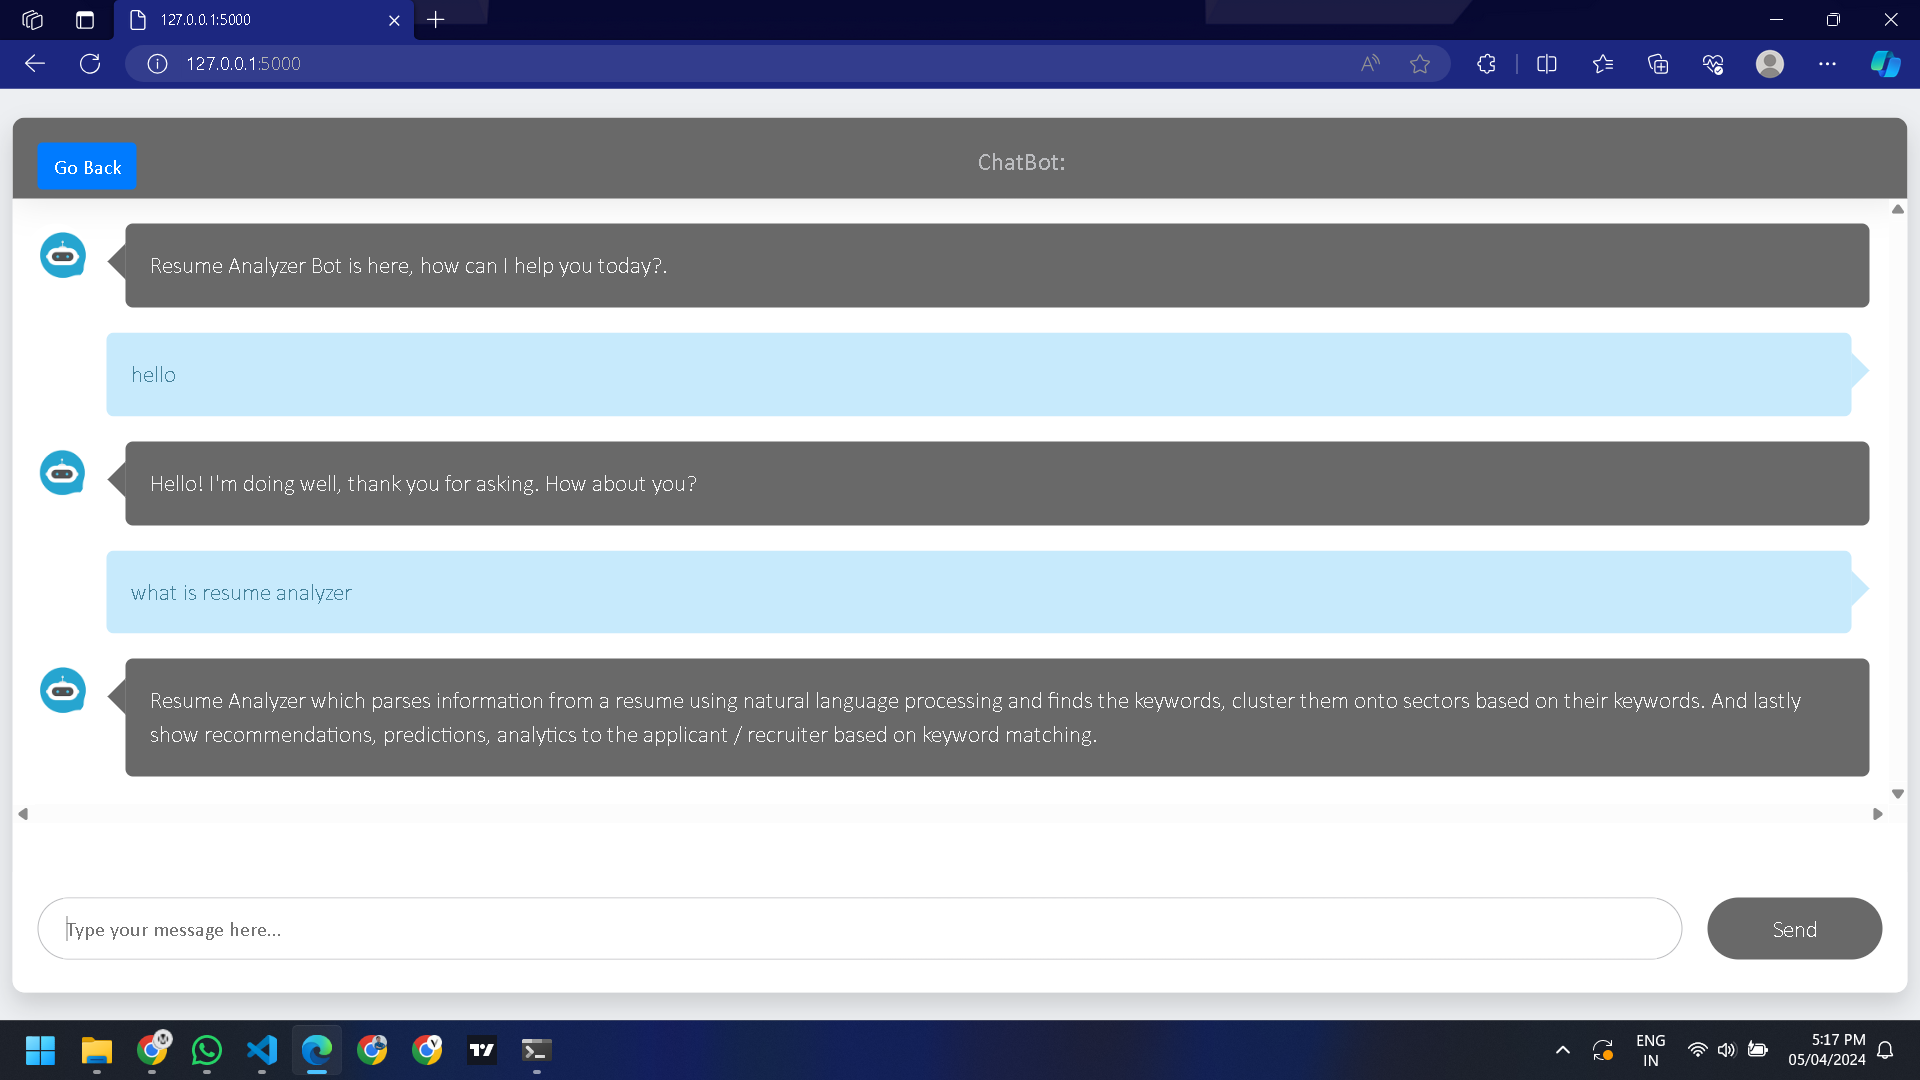 127.0.0.1:5000
127.0.0.1:5000
Go Back
ChatBot:
Resume Analyzer Bot is here, how can I help you today?.
hello
Hello! I'm doing well, thank you for asking. How about you?
what is resume analyzer
Resume Analyzer which parses information from a resume using natural language processing and finds the keywords, cluster them onto sectors based on their keywords. And lastly
show recommendations, predictions, analytics to the applicant / recruiter based on keyword matching.
Type your message here...
Send
ENG
IN
5:17 PM
05/04/2024